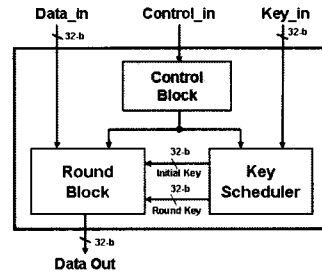 Data_in Control_in Key_in
32-b 32-b
Control
Block
32-b
Initial Key
Round
Block
Key
Scheduler
32-b
Round Key
32-b
Data Out